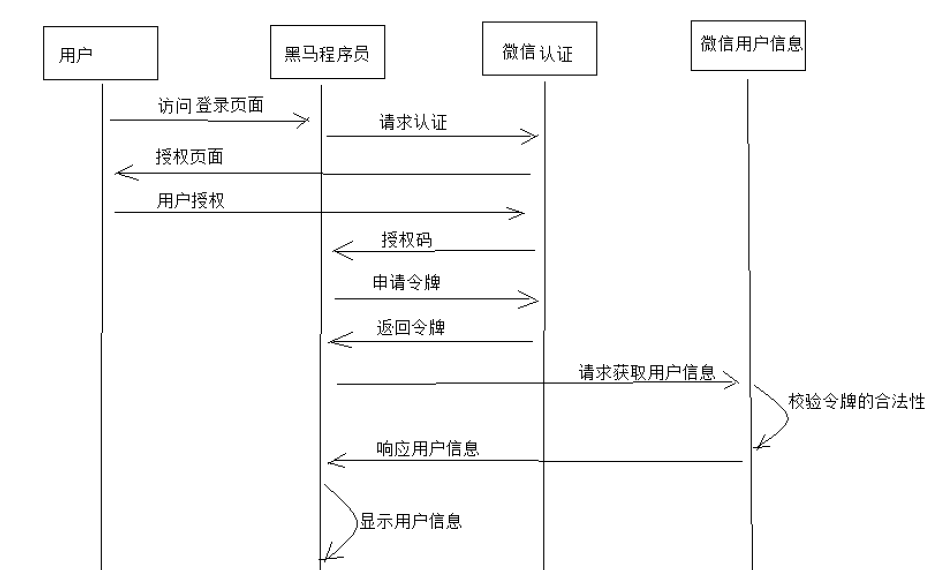 用户
黑马程序员
微信认证
微信用户信息
访问登录页面
请求认证
授权页面
用户授权
授权码
申请令牌
返回令牌
请求获取用户信息
校验令牌的合法性
响应用户信息
显示用户信息